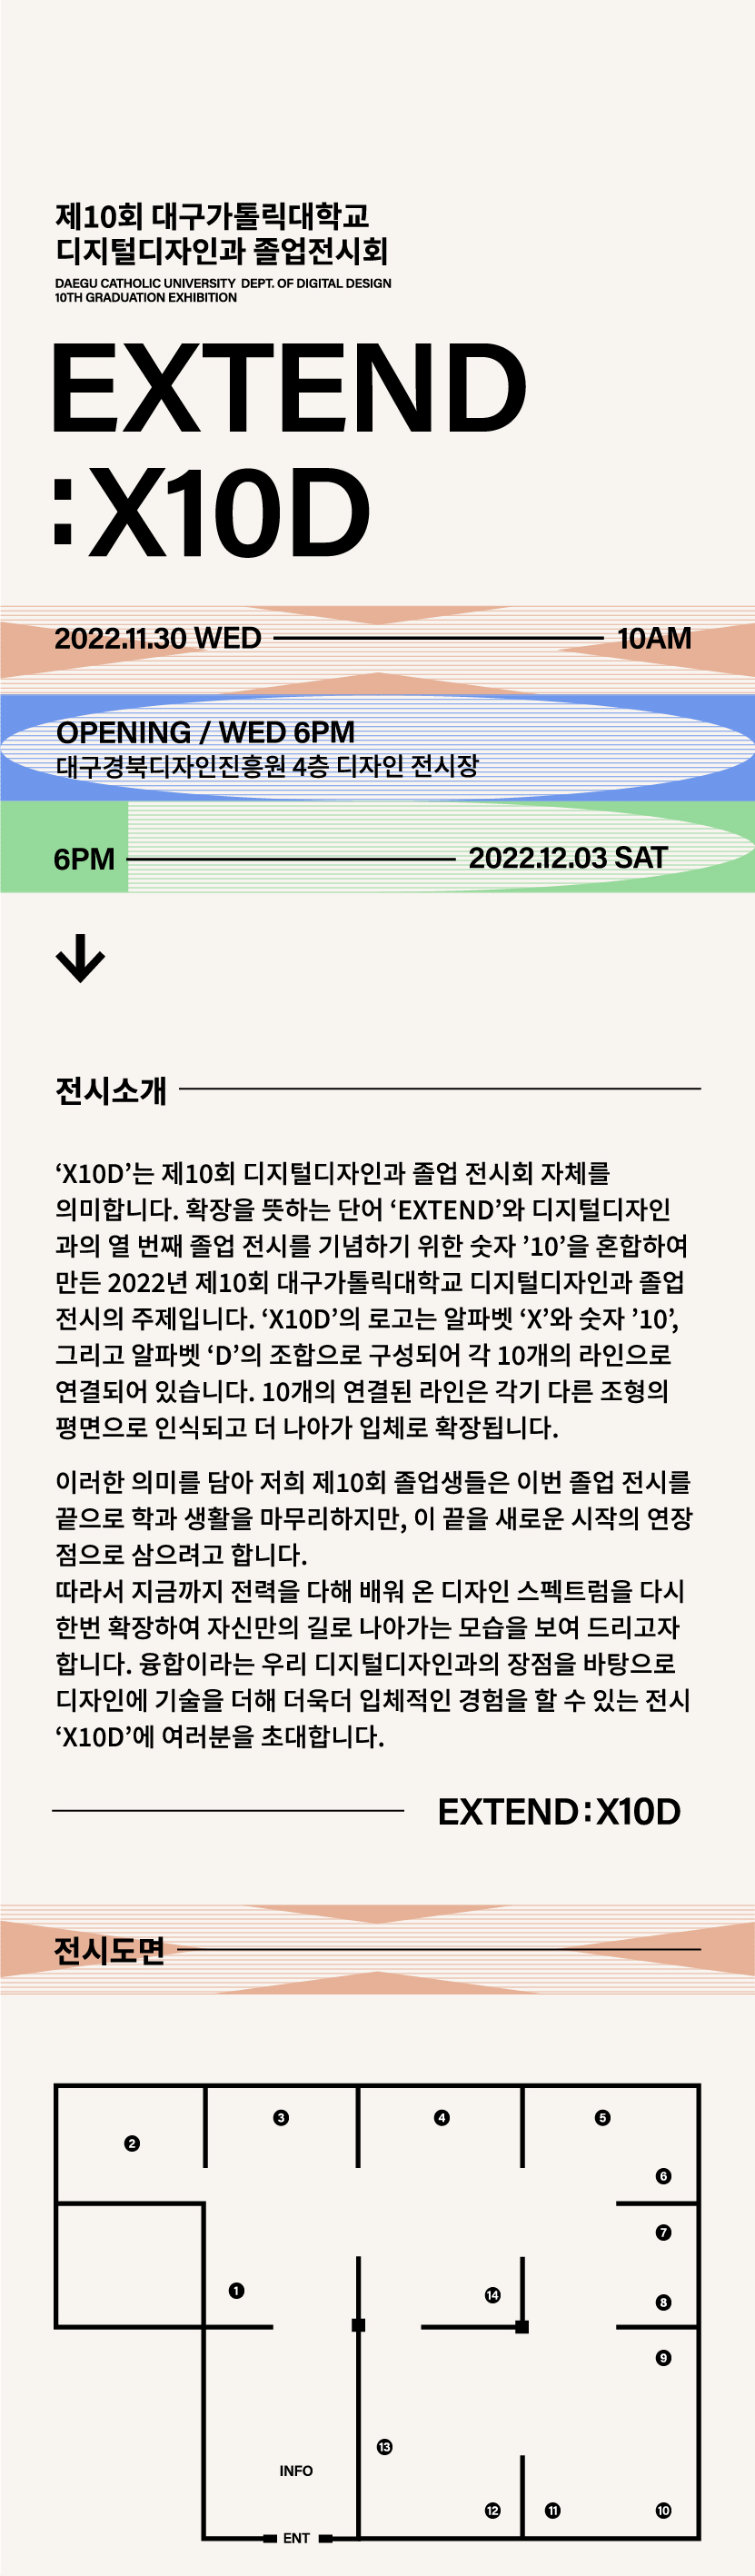 제10회 대구가톨릭대학교
디지털디자인과 졸업전시회
DAEGU CATHOLIC UNIVERSITY DEPT. OF DIGITAL DESIGN
10TH GRADUATION EXHIBITION
EXTEND
:X10D
2022.11.30 WED 10AM
OPENING / WED 6PM
대구경북디자인진흥원 4층 디자인 전시장
6PM 2022.12.03 SAT
전시소개
‘X10D’는 제10회 디지털디자인과 졸업 전시회 자체를
의미합니다. 확장을 뜻하는 단어 ‘EXTEND’와 디지털디자인
과의 열 번째 졸업 전시를 기념하기 위한 숫자 ’10’을 혼합하여
만든 2022년 제10회 대구가톨릭대학교 디지털디자인과 졸업
전시의 주제입니다. ‘X10D’의 로고는 알파벳 ‘X’와 숫자 ’10’,
그리고 알파벳 ‘D’의 조합으로 구성되어 각 10개의 라인으로
연결되어 있습니다. 10개의 연결된 라인은 각기 다른 조형의
평면으로 인식되고 더 나아가 입체로 확장됩니다.
이러한 의미를 담아 저희 제10회 졸업생들은 이번 졸업 전시를
끝으로 학과 생활을 마무리하지만, 이 끝을 새로운 시작의 연장
점으로 삼으려고 합니다.
따라서 지금까지 전력을 다해 배워 온 디자인 스펙트럼을 다시
한번 확장하여 자신만의 길로 나아가는 모습을 보여 드리고자
합니다. 융합이라는 우리 디지털디자인과의 장점을 바탕으로
디자인에 기술을 더해 더욱더 입체적인 경험을 할 수 있는 전시
‘X10D’에 여러분을 초대합니다.
EXTEND:X10D
전시도면
3 4 5
2
6
7
1 14
8
9
13
INFO
12 11 10
ENT